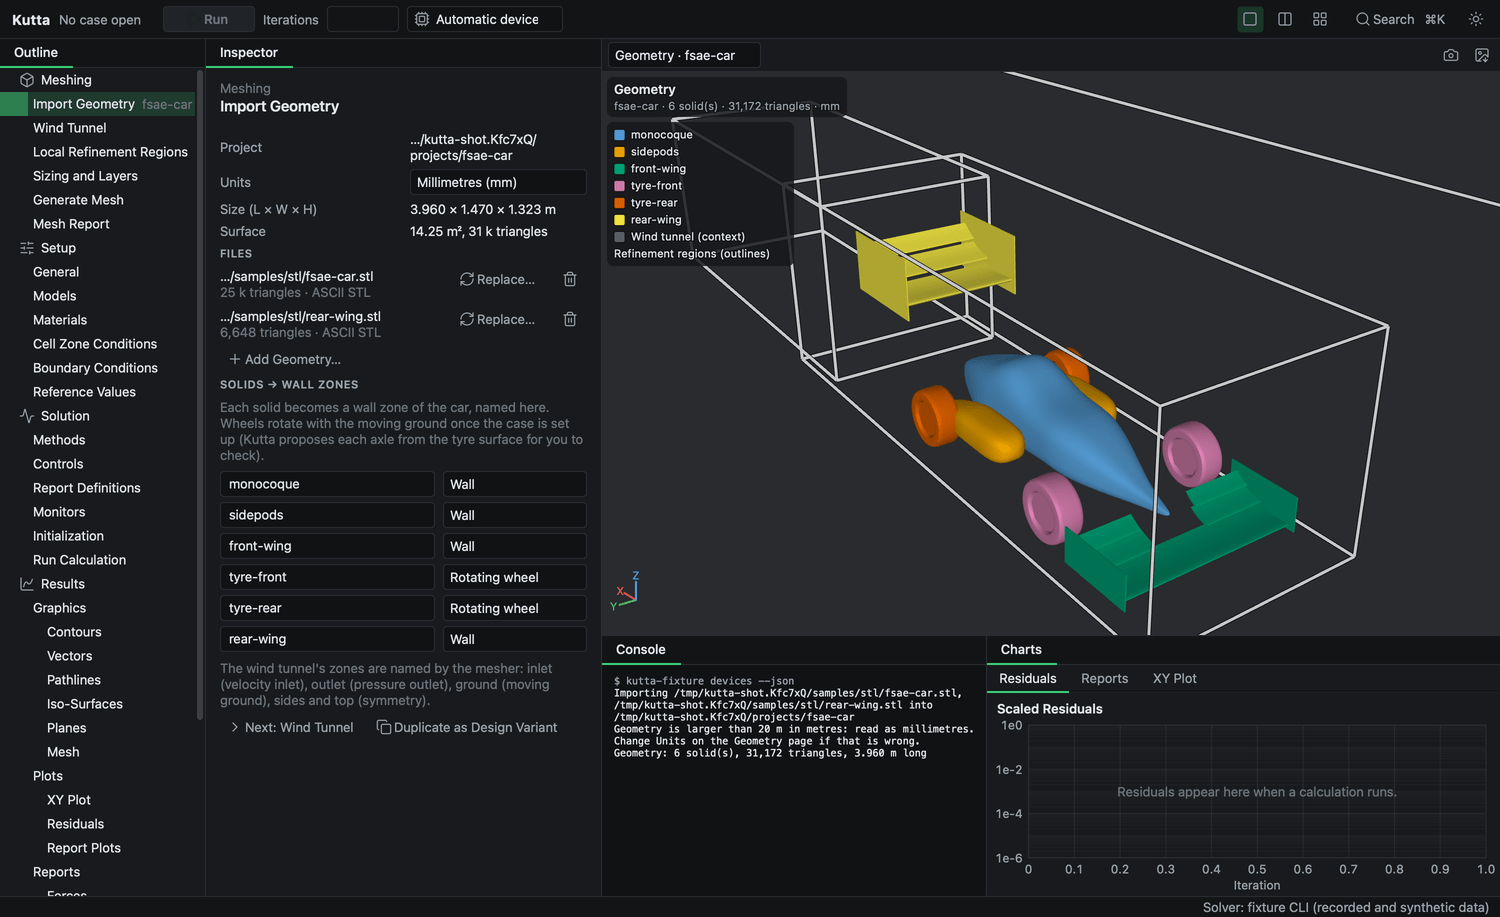 Kutta No case open Run Iterations Automatic device Search ⌘K
Outline
Meshing
Import Geometry fsae-car
Wind Tunnel
Local Refinement Regions
Sizing and Layers
Generate Mesh
Mesh Report
Setup
General
Models
Materials
Cell Zone Conditions
Boundary Conditions
Reference Values
Solution
Methods
Controls
Report Definitions
Monitors
Initialization
Run Calculation
Results
Graphics
Contours
Vectors
Pathlines
Iso-Surfaces
Planes
Mesh
Plots
XY Plot
Residuals
Report Plots
Reports
Forces
Inspector
Meshing
Import Geometry
Project .../kutta-shot.Kfc7xQ/
projects/fsae-car
Units Millimetres (mm)
Size (L × W × H) 3.960 × 1.470 × 1.323 m
Surface 14.25 m², 31 k triangles
FILES
.../samples/stl/fsae-car.stl Replace...
25 k triangles · ASCII STL
.../samples/stl/rear-wing.stl Replace...
6,648 triangles · ASCII STL
+ Add Geometry...
SOLIDS → WALL ZONES
Each solid becomes a wall zone of the car, named here.
Wheels rotate with the moving ground once the case is set
up (Kutta proposes each axle from the tyre surface for you to
check).
monocoque Wall
sidepods Wall
front-wing Wall
tyre-front Rotating wheel
tyre-rear Rotating wheel
rear-wing Wall
The wind tunnel's zones are named by the mesher: inlet
(velocity inlet), outlet (pressure outlet), ground (moving
ground), sides and top (symmetry).
Next: Wind Tunnel Duplicate as Design Variant
Geometry · fsae-car
Geometry
fsae-car · 6 solid(s) · 31,172 triangles · mm
monocoque
sidepods
front-wing
tyre-front
tyre-rear
rear-wing
Wind tunnel (context)
Refinement regions (outlines)
Z
X
Y
Console
$ kutta-fixture devices --json
Importing /tmp/kutta-shot.Kfc7xQ/samples/stl/fsae-car.stl,
/tmp/kutta-shot.Kfc7xQ/samples/stl/rear-wing.stl into
/tmp/kutta-shot.Kfc7xQ/projects/fsae-car
Geometry is larger than 20 m in metres: read as millimetres.
Change Units on the Geometry page if that is wrong.
Geometry: 6 solid(s), 31,172 triangles, 3.960 m long
Charts
Residuals Reports XY Plot
Scaled Residuals
1e0
1e-2
Residuals appear here when a calculation runs.
1e-4
1e-6
0 0.1 0.2 0.3 0.4 0.5 0.6 0.7 0.8 0.9 1.0
Iteration
Solver: fixture CLI (recorded and synthetic data)